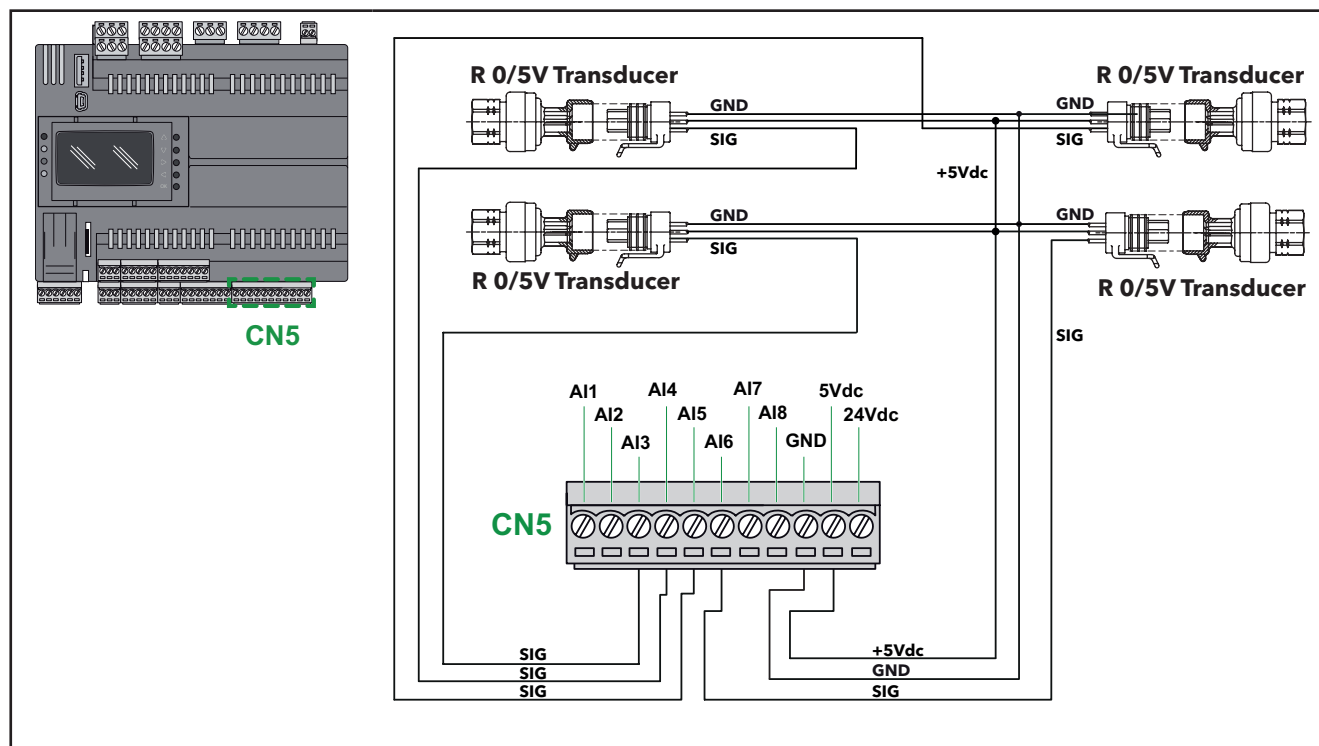 R 0/5V Transducer
R 0/5V Transducer
GND
GND
SIG
SIG
+5Vdc
GND
GND
SIG
R 0/5V Transducer
R 0/5V Transducer
CN5
SIG
AI1
AI4
AI7
5Vdc
AI2
AI5
AI8
24Vdc
AI3
AI6
GND
CN5
SIG
+5Vdc
SIG
GND
SIG
SIG